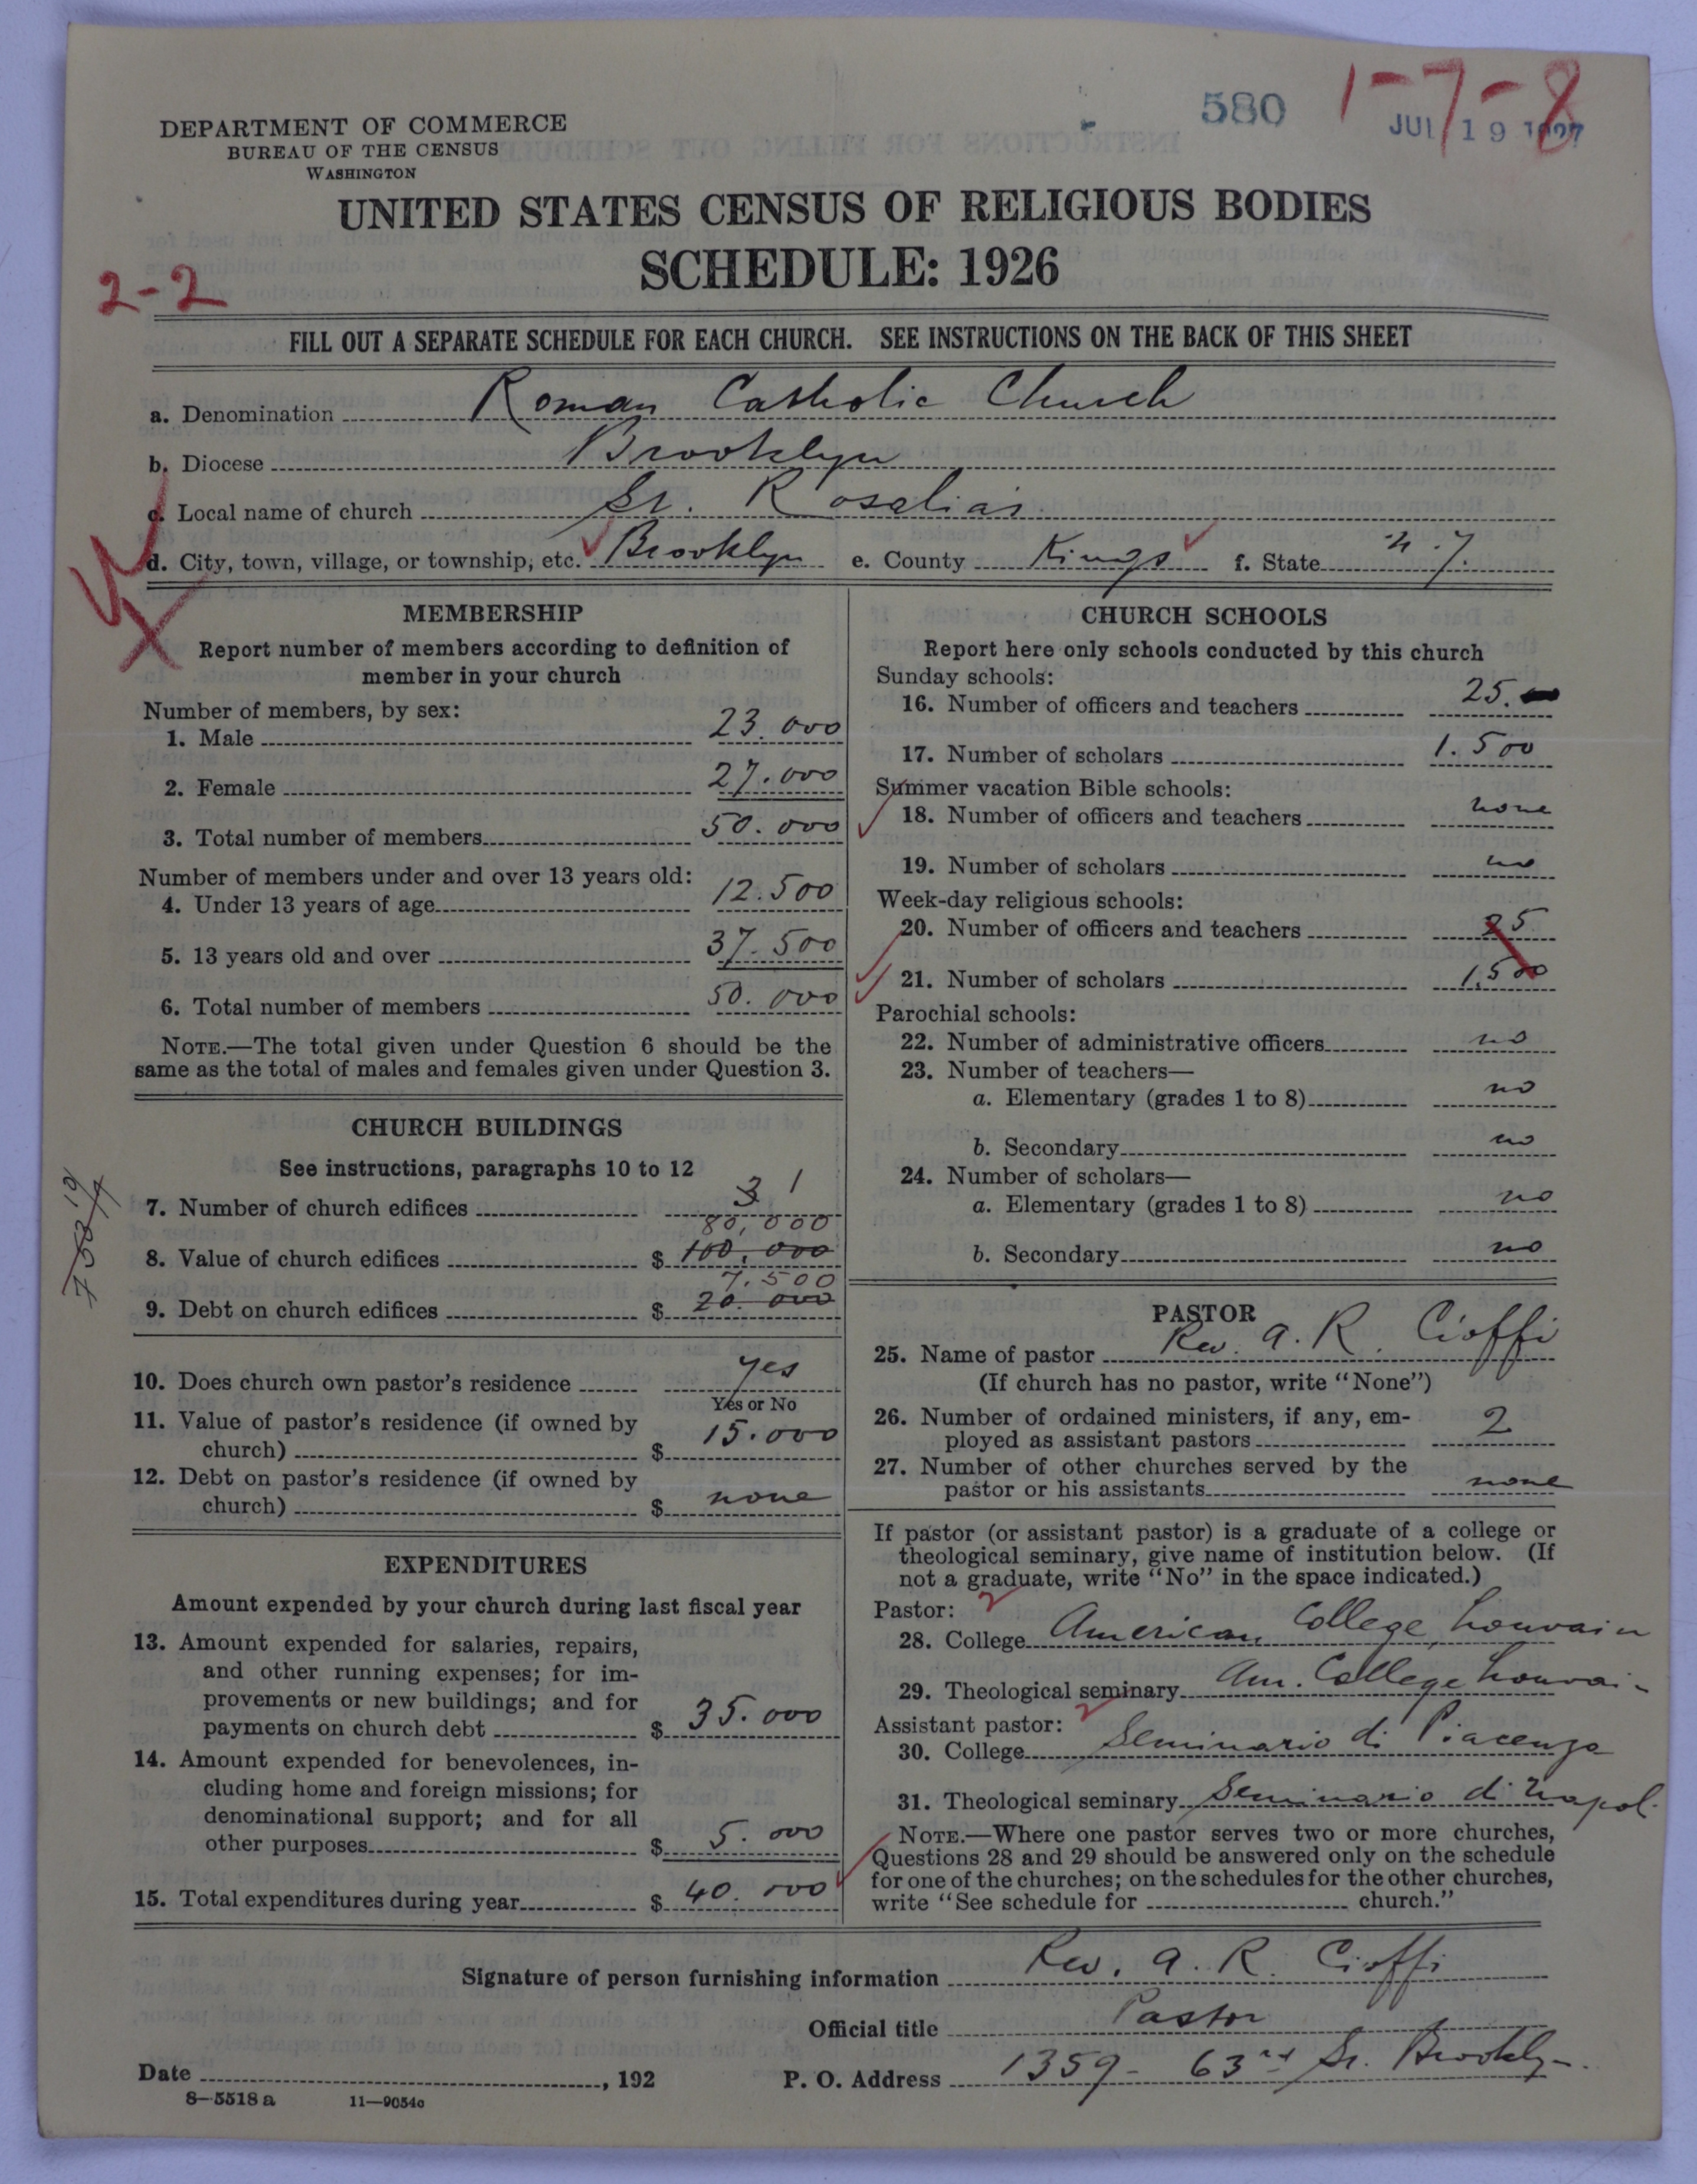 580
1-7-8
JUL 19 1927
DEPARTMENT OF COMMERCE
BUREAU OF THE CENSUS
WASHINGTON
UNITED STATES CENSUS OF RELIGIOUS BODIES
SCHEDULE: 1926
2-2
FILL OUT A SEPARATE SCHEDULE FOR EACH CHURCH. SEE INSTRUCTIONS ON THE BACK OF THIS SHEET
a. Denomination Roman Catholic Church
b. Diocese Brooklyn
c. Local name of church St. Rosalia's
d. City, town, village, or township, etc. Brooklyn e. County Kings f. State N.Y.
MEMBERSHIP
Report number of members according to definition of
member in your church
Number of members, by sex:
1. Male 23.000
2. Female 27.000
3. Total number of members 50.000
Number of members under and over 13 years old:
4. Under 13 years of age 12.500
5. 13 years old and over 37.500
6. Total number of members 50.000
NOTE.—The total given under Question 6 should be the
same as the total of males and females given under Question 3.
CHURCH BUILDINGS
See instructions, paragraphs 10 to 12
7. Number of church edifices 3 1
80,000
8. Value of church edifices $ 100.000
7.500
9. Debt on church edifices $ 20.000
10. Does church own pastor's residence yes
Yes or No
11. Value of pastor's residence (if owned by
church) $ 15.000
12. Debt on pastor's residence (if owned by
church) $ none
EXPENDITURES
Amount expended by your church during last fiscal year
13. Amount expended for salaries, repairs,
and other running expenses; for im-
provements or new buildings; and for
payments on church debt $ 35.000
14. Amount expended for benevolences, in-
cluding home and foreign missions; for
denominational support; and for all
other purposes $ 5.000
15. Total expenditures during year $ 40.000
CHURCH SCHOOLS
Report here only schools conducted by this church
Sunday schools:
16. Number of officers and teachers 25.
17. Number of scholars 1.500
Summer vacation Bible schools:
18. Number of officers and teachers none
19. Number of scholars no
Week-day religious schools:
20. Number of officers and teachers 25
21. Number of scholars 1.500
Parochial schools:
22. Number of administrative officers no
23. Number of teachers—
a. Elementary (grades 1 to 8) no
b. Secondary no
24. Number of scholars—
a. Elementary (grades 1 to 8) no
b. Secondary no
PASTOR
25. Name of pastor Rev. A. R. Cioffi
(If church has no pastor, write "None")
26. Number of ordained ministers, if any, em-
ployed as assistant pastors 2
27. Number of other churches served by the
pastor or his assistants none
If pastor (or assistant pastor) is a graduate of a college or
theological seminary, give name of institution below. (If
not a graduate, write "No" in the space indicated.)
Pastor:
28. College American College Louvain
29. Theological seminary Am. College Louvain
Assistant pastor:
30. College Seminario di Piacenza
31. Theological seminary Seminario di Napol.
NOTE.—Where one pastor serves two or more churches,
Questions 28 and 29 should be answered only on the schedule
for one of the churches; on the schedules for the other churches,
write "See schedule for church."
Signature of person furnishing information Rev. A. R. Cioffi
Official title Pastor
Date , 192 P. O. Address 1359 - 63rd St. Brooklyn.
8—5518 a 11—9054c